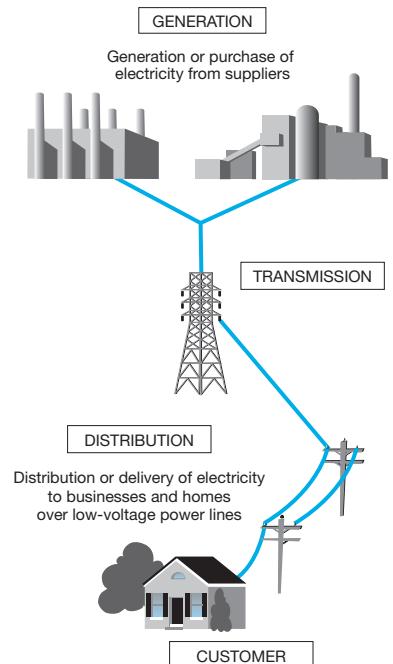 GENERATION
Generation or purchase of
electricity from suppliers
TRANSMISSION
DISTRIBUTION
Distribution or delivery of electricity
to businesses and homes
over low-voltage power lines
CUSTOMER